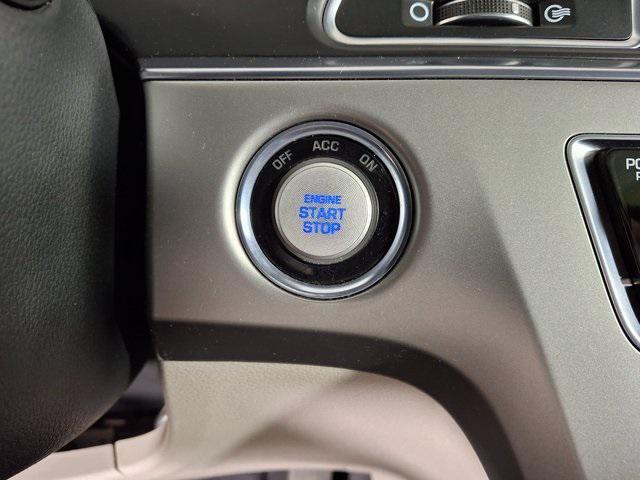 OFF ACC ON
ENGINE
START
STOP